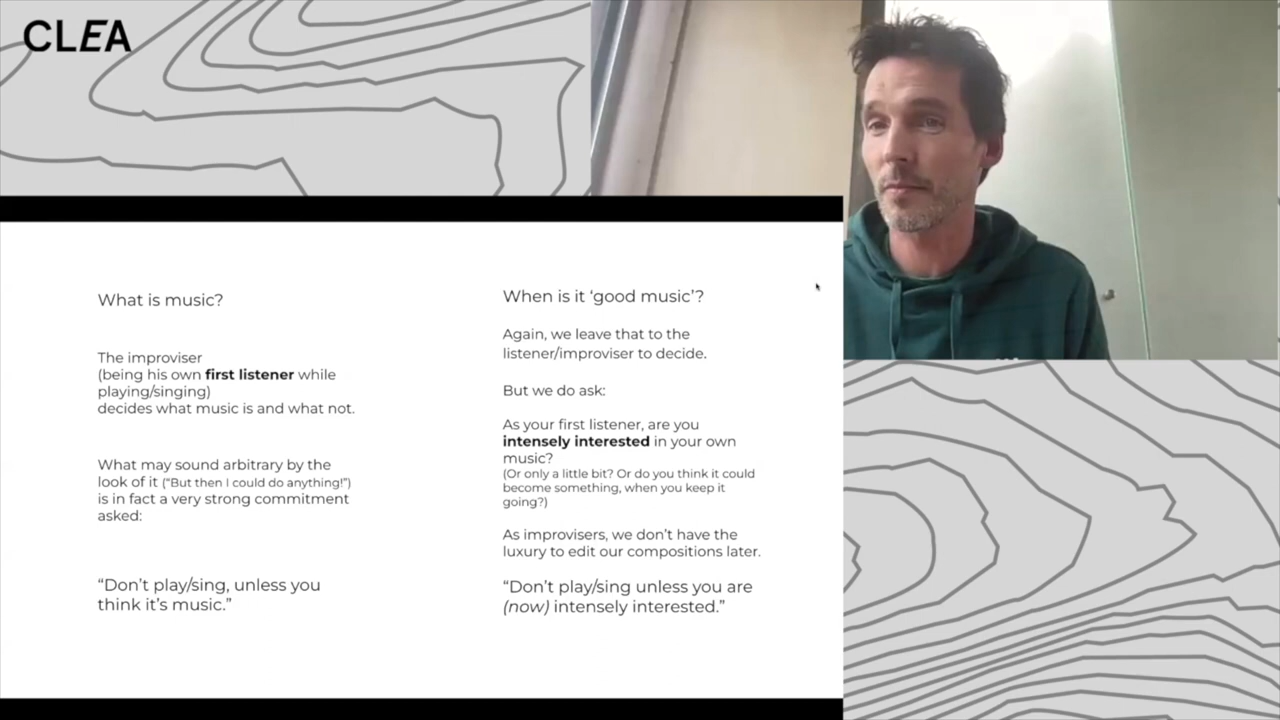 CLEA
What is music?
The improviser
(being his own first listener while
playing/singing)
decides what music is and what not.
What may sound arbitrary by the
look of it (“But then I could do anything!”)
is in fact a very strong commitment
asked:
“Don’t play/sing, unless you
think it’s music.”
When is it ‘good music’?
Again, we leave that to the
listener/improviser to decide.
But we do ask:
As your first listener, are you
intensely interested in your own
music?
(Or only a little bit? Or do you think it could
become something, when you keep it
going?)
As improvisers, we don’t have the
luxury to edit our compositions later.
“Don’t play/sing unless you are
(now) intensely interested.”